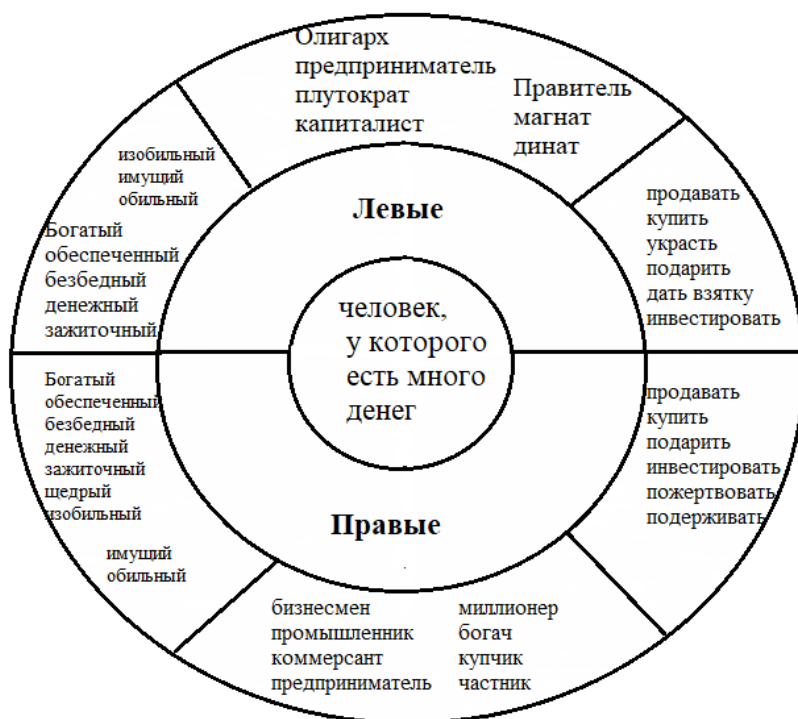 Олигарх
предприниматель
плутократ
капиталист
Правитель
магнат
динат
изобильный
имущий
обильный
Богатый
обеспеченный
безбедный
денежный
зажиточный
Левые
продавать
купить
украсть
подарить
дать взятку
инвестировать
человек,
у которого
есть много
денег
Богатый
обеспеченный
безбедный
денежный
зажиточный
щедрый
изобильный
имущий
обильный
Правые
продавать
купить
подарить
инвестировать
пожертвовать
подерживать
бизнесмен
промышленник
коммерсант
предприниматель
миллионер
богач
купчик
частник